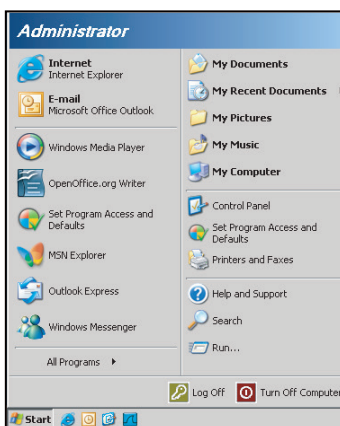 Administrator
Internet
Internet Explorer
E-mail
Microsoft Office Outlook
Windows Media Player
OpenOffice.org Writer
Set Program Access and
Defaults
MSN Explorer
Outlook Express
Windows Messenger
All Programs
My Documents
My Recent Documents
My Pictures
My Music
My Computer
Control Panel
Set Program Access and
Defaults
Printers and Faxes
Help and Support
Search
Run...
Log Off
Turn Off Computer
Start